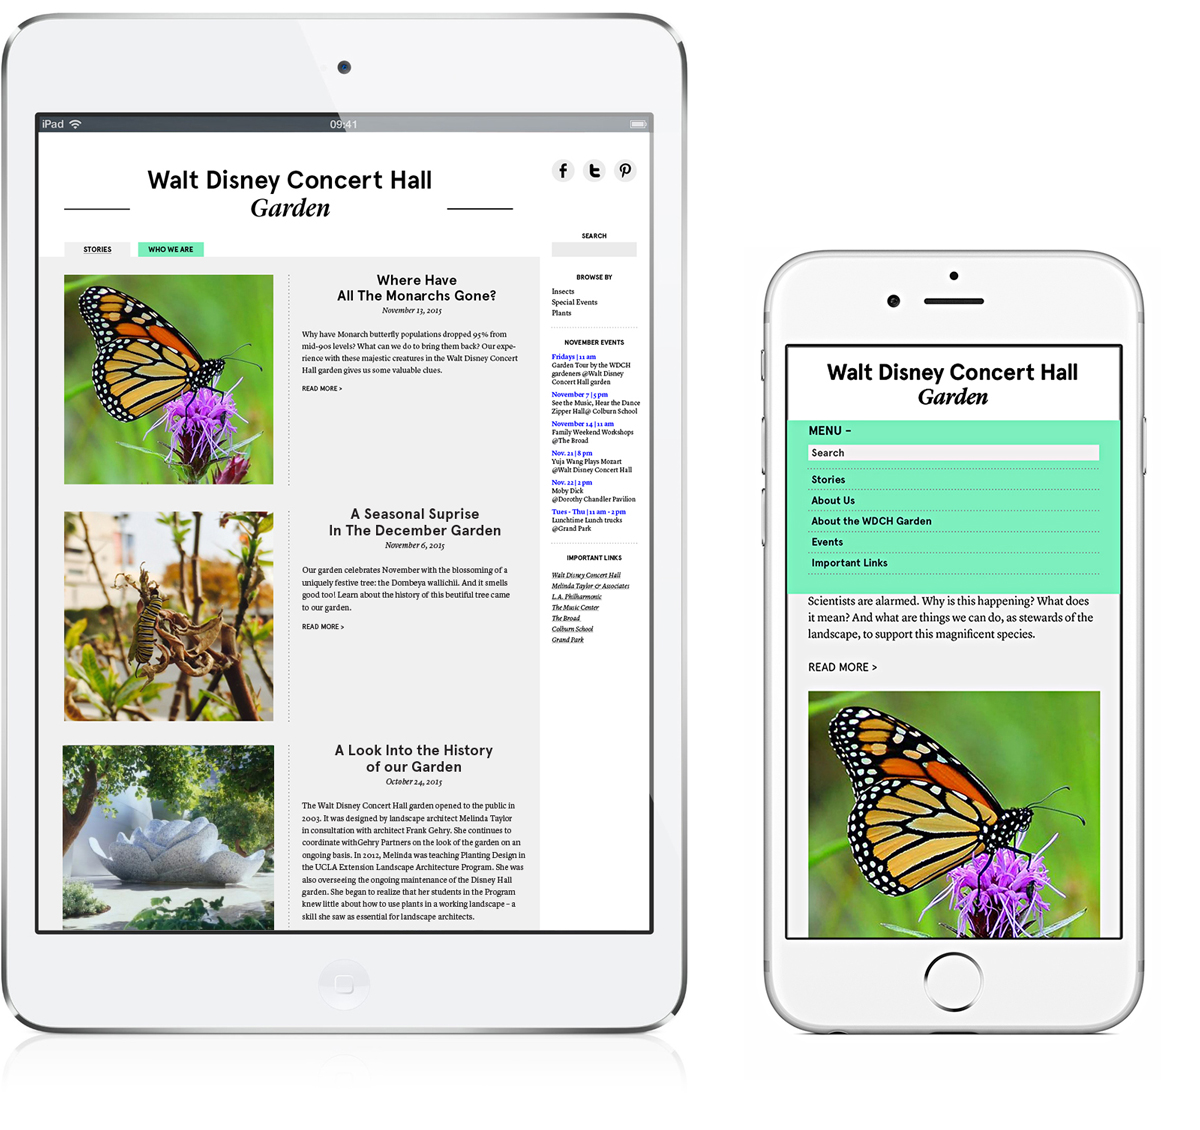 iPad
09:41
Walt Disney Concert Hall
Garden
STORIES
WHO WE ARE
Where Have
All The Monarchs Gone?
November 13, 2015
Why have Monarch butterfly populations dropped 95% from
mid-90s levels? What can we do to bring them back? Our expe-
rience with these majestic creatures in the Walt Disney Concert
Hall garden gives us some valuable clues.
READ MORE >
A Seasonal Suprise
In The December Garden
November 6, 2015
Our garden celebrates November with the blossoming of a
uniquely festive tree: the Dombeya wallichii. And it smells
good too! Learn about the history of this beutiful tree came
to our garden.
READ MORE >
A Look Into the History
of our Garden
October 24, 2015
The Walt Disney Concert Hall garden opened to the public in
2003. It was designed by landscape architect Melinda Taylor
in consultation with architect Frank Gehry. She continues to
coordinate withGehry Partners on the look of the garden on an
ongoing basis. In 2012, Melinda was teaching Planting Design in
the UCLA Extension Landscape Architecture Program. She was
also overseeing the ongoing maintenance of the Disney Hall
garden. She began to realize that her students in the Program
knew little about how to use plants in a working landscape – a
skill she saw as essential for landscape architects.
SEARCH
BROWSE BY
Insects
Special Events
Plants
NOVEMBER EVENTS
Fridays | 11 am
Garden Tour by the WDCH
gardeners @Walt Disney
Concert Hall garden
November 7 | 5 pm
See the Music, Hear the Dance
Zipper Hall@ Colburn School
November 14 | 11 am
Family Weekend Workshops
@The Broad
Nov. 21 | 8 pm
Yuja Wang Plays Mozart
@Walt Disney Concert Hall
Nov. 22 | 2 pm
Moby Dick
@Dorothy Chandler Pavilion
Tues - Thu | 11 am - 2 pm
Lunchtime Lunch trucks
@Grand Park
IMPORTANT LINKS
Walt Disney Concert Hall
Melinda Taylor & Associates
L.A. Philharmonic
The Music Center
The Broad
Colburn School
Grand Park
Walt Disney Concert Hall
Garden
MENU –
Search
Stories
About Us
About the WDCH Garden
Events
Important Links
Scientists are alarmed. Why is this happening? What does
it mean? And what are things we can do, as stewards of the
landscape, to support this magnificent species.
READ MORE >